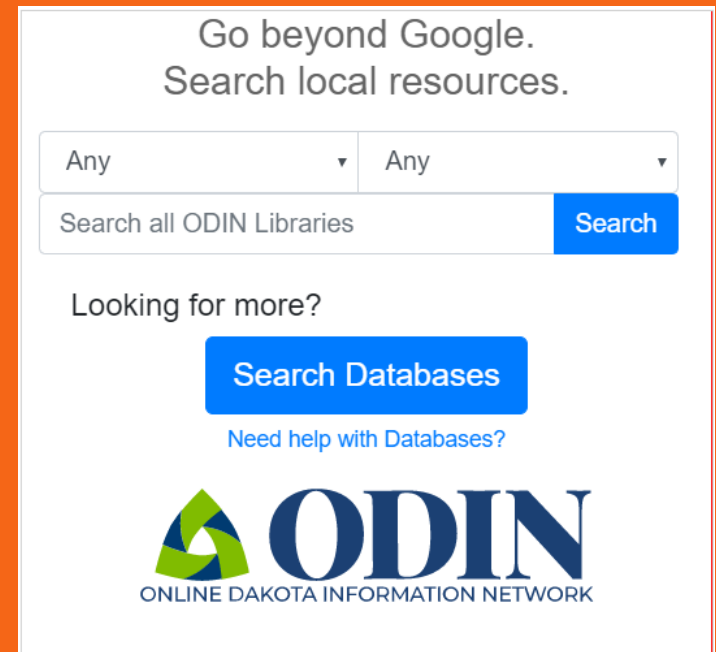 Go beyond Google.
Search local resources.
Any Any
Search all ODIN Libraries Search
Looking for more?
Search Databases
Need help with Databases?
ODIN
ONLINE DAKOTA INFORMATION NETWORK